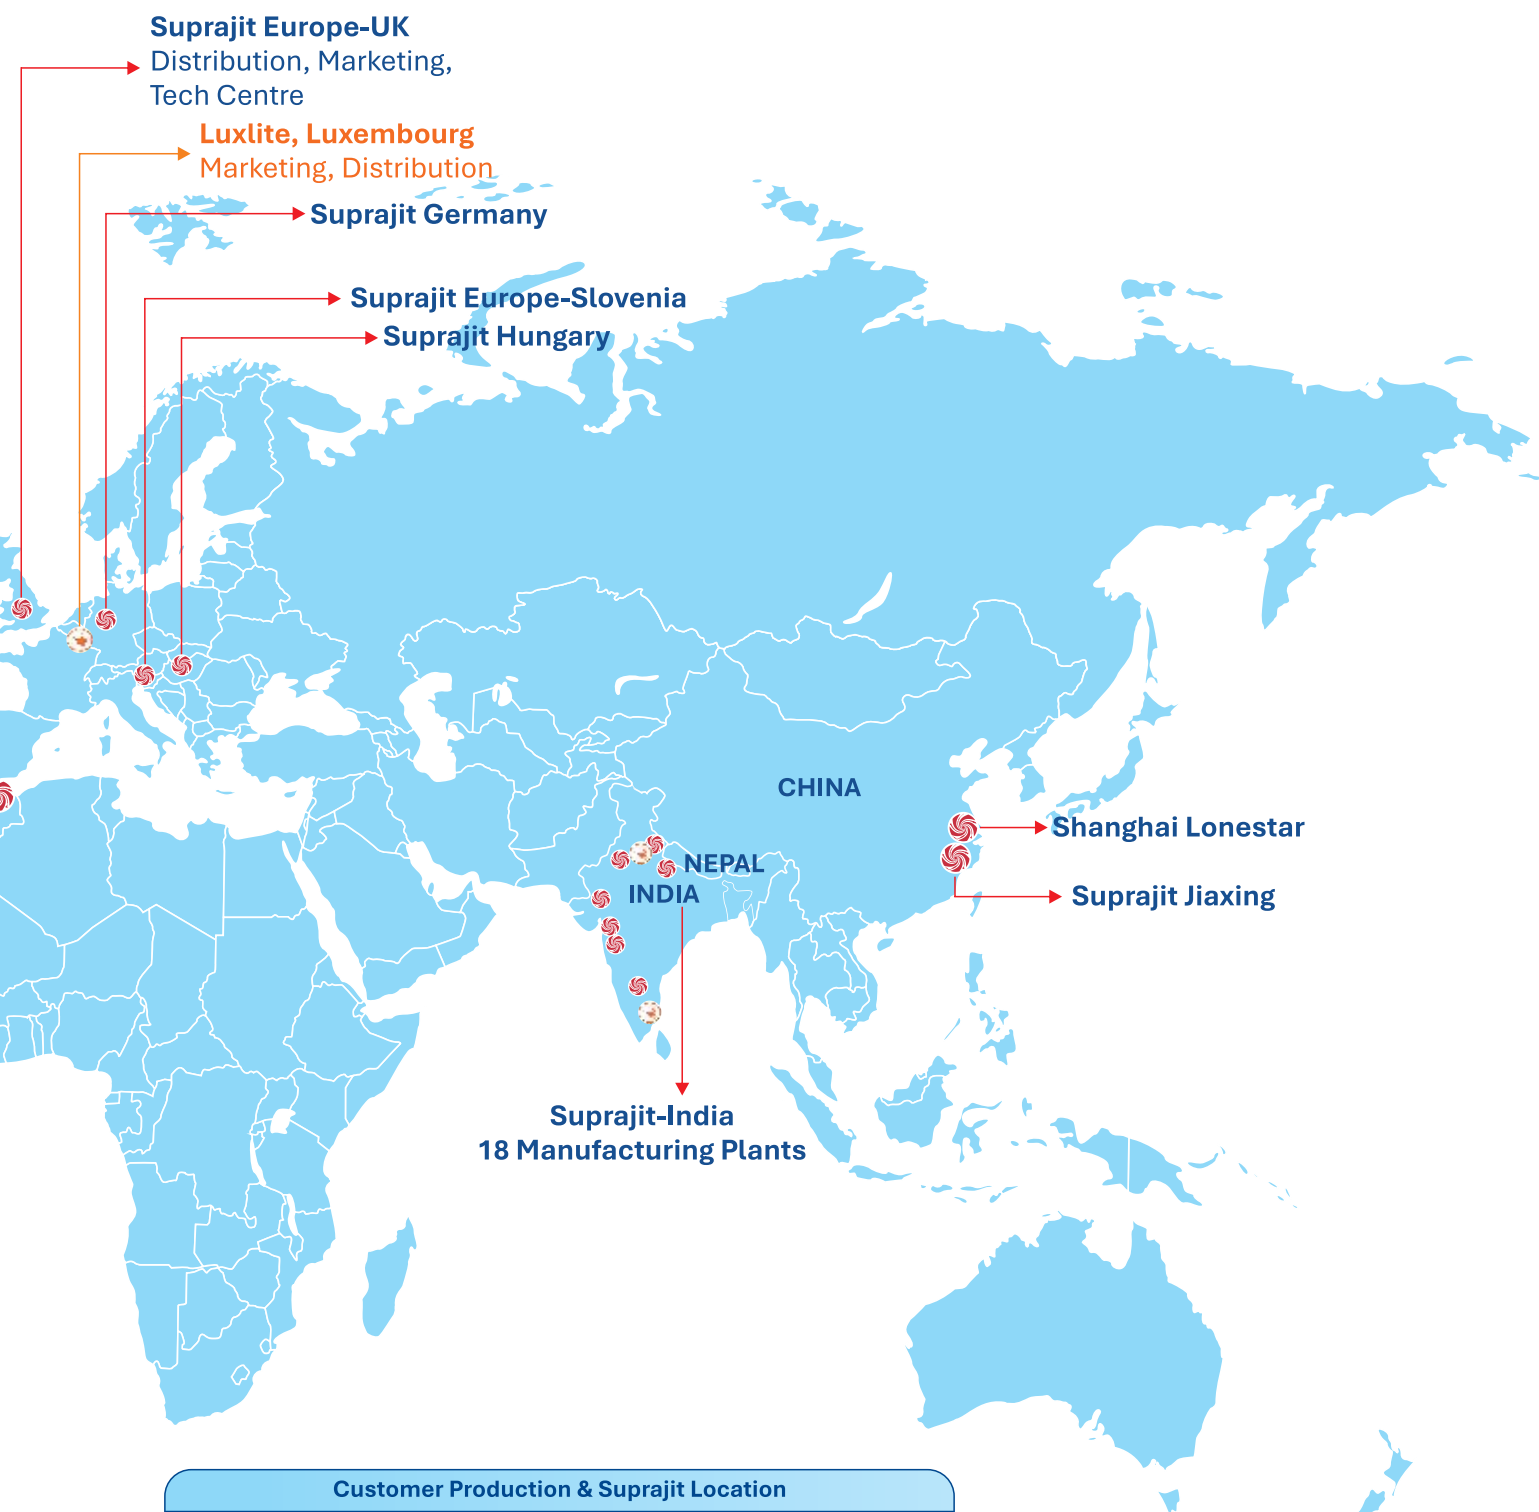 Suprajit Europe-UK
Distribution, Marketing,
Tech Centre
Luxlite, Luxembourg
Marketing, Distribution
Suprajit Germany
Suprajit Europe-Slovenia
Suprajit Hungary
CHINA
Shanghai Lonestar
NEPAL
INDIA
Suprajit Jiaxing
Suprajit-India
18 Manufacturing Plants
Customer Production & Suprajit Location